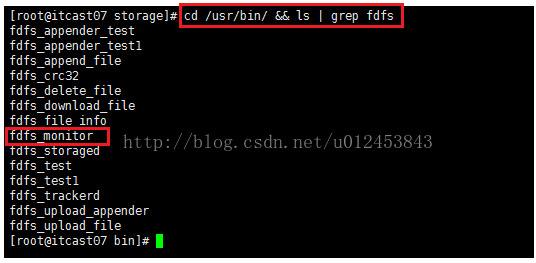 [root@itcast07 storage]# cd /usr/bin/ && ls | grep fdfs
fdfs_appender_test
fdfs_appender_test1
fdfs_append_file
fdfs_crc32
fdfs_delete_file
fdfs_download_file
fdfs_file_info
fdfs_monitor
http://blog.csdn.net/u012453843
fdfs_storaged
fdfs_test
fdfs_test1
fdfs_trackerd
fdfs_upload_appender
fdfs_upload_file
[root@itcast07 bin]#